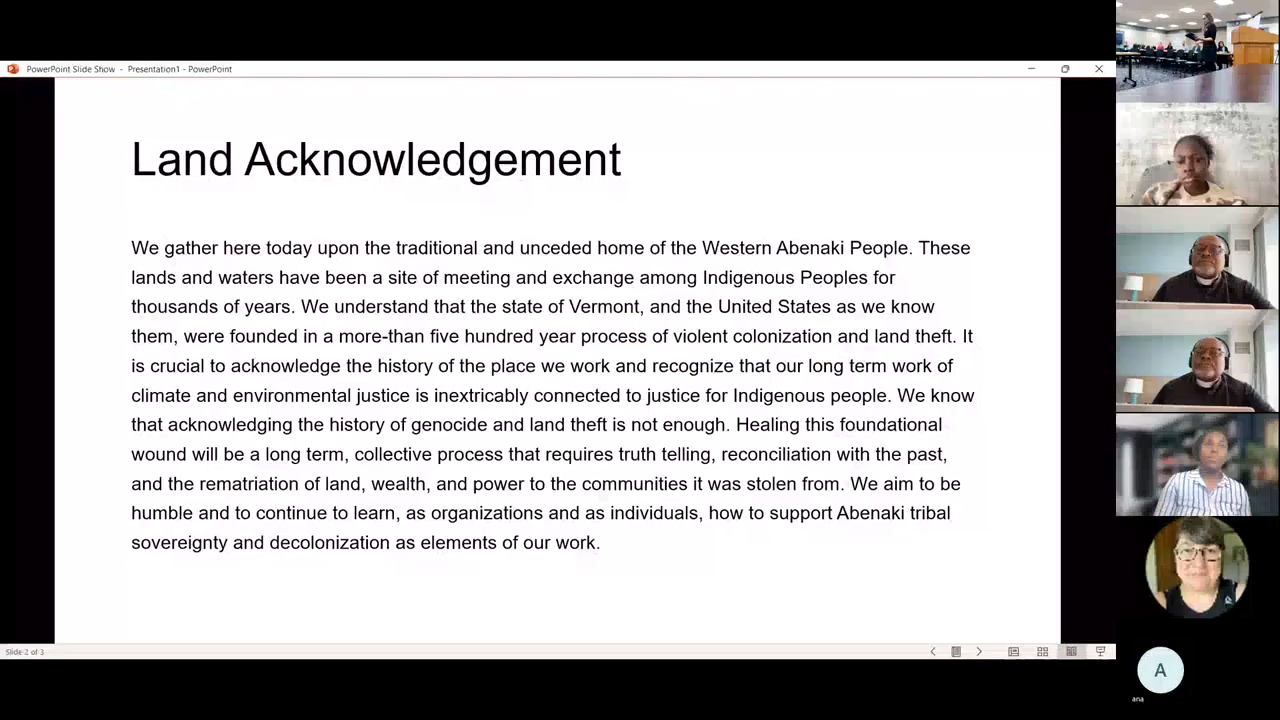 PowerPoint Slide Show - Presentation1 - PowerPoint
Land Acknowledgement
We gather here today upon the traditional and unceded home of the Western Abenaki People. These
lands and waters have been a site of meeting and exchange among Indigenous Peoples for
thousands of years. We understand that the state of Vermont, and the United States as we know
them, were founded in a more-than five hundred year process of violent colonization and land theft. It
is crucial to acknowledge the history of the place we work and recognize that our long term work of
climate and environmental justice is inextricably connected to justice for Indigenous people. We know
that acknowledging the history of genocide and land theft is not enough. Healing this foundational
wound will be a long term, collective process that requires truth telling, reconciliation with the past,
and the rematriation of land, wealth, and power to the communities it was stolen from. We aim to be
humble and to continue to learn, as organizations and as individuals, how to support Abenaki tribal
sovereignty and decolonization as elements of our work.
Slide 2 of 3
A
ana